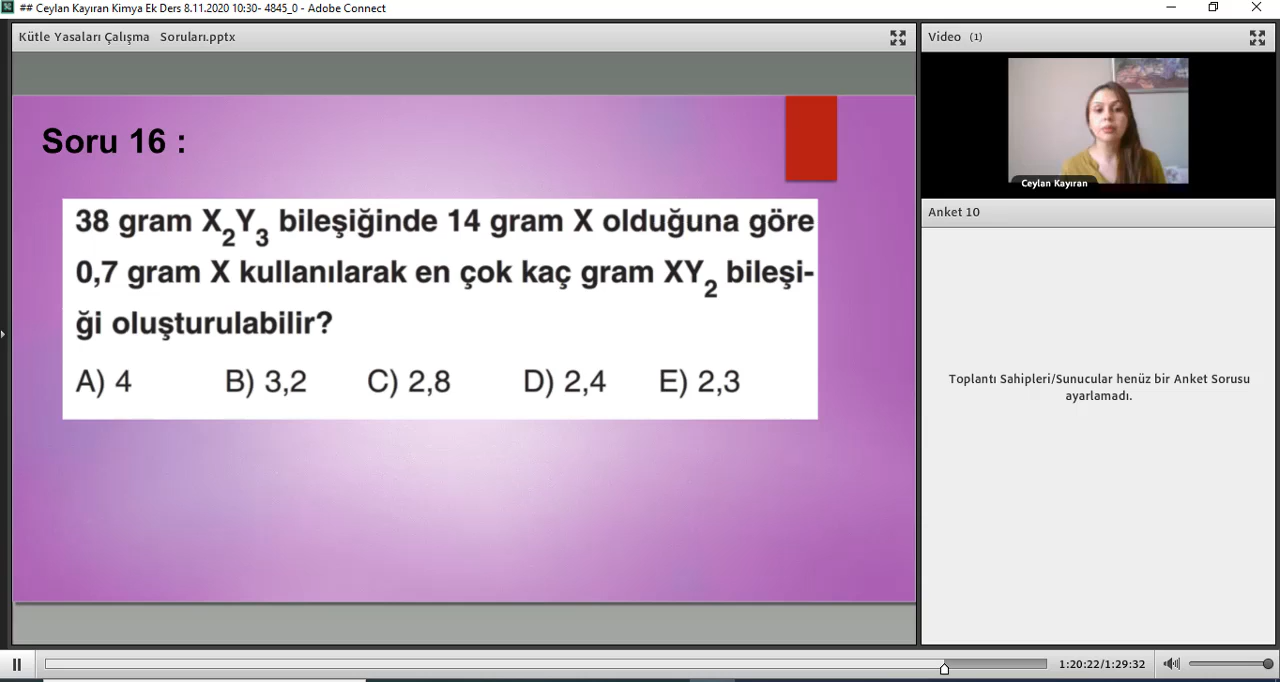 ## Ceylan Kayıran Kimya Ek Ders 8.11.2020 10:30- 4845_0 - Adobe Connect
Kütle Yasaları Çalışma Soruları.pptx
Soru 16 :
38 gram X2Y3 bileşiğinde 14 gram X olduğuna göre
0,7 gram X kullanılarak en çok kaç gram XY2 bileşi-
ği oluşturulabilir?
A) 4 B) 3,2 C) 2,8 D) 2,4 E) 2,3
Video (1)
Ceylan Kayıran
Anket 10
Toplantı Sahipleri/Sunucular henüz bir Anket Sorusu
ayarlamadı.
1:20:22/1:29:32